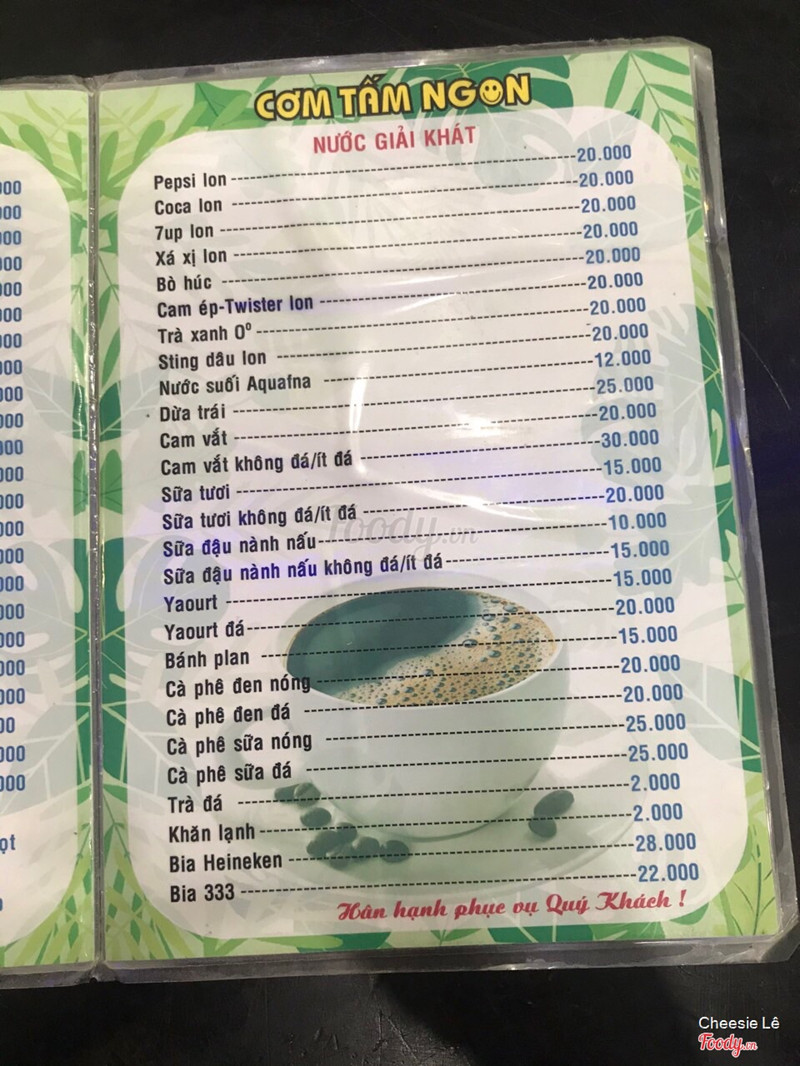 CƠM TẤM NGON
NƯỚC GIẢI KHÁT
Pepsi lon 20.000
Coca lon 20.000
7up lon 20.000
Xá xị lon 20.000
Bò húc 20.000
Cam ép-Twister lon 20.000
Trà xanh 0⁰ 20.000
Sting dâu lon 20.000
Nước suối Aquafna 12.000
Dừa trái 25.000
Cam vắt 20.000
Cam vắt không đá/ít đá 30.000
Sữa tươi 15.000
Sữa tươi không đá/ít đá 20.000
Sữa đậu nành nấu 10.000
Sữa đậu nành nấu không đá/ít đá 15.000
Yaourt 15.000
Yaourt đá 20.000
Bánh plan 15.000
Cà phê đen nóng 20.000
Cà phê đen đá 20.000
Cà phê sữa nóng 25.000
Cà phê sữa đá 25.000
Trà đá 2.000
Khăn lạnh 2.000
Bia Heineken 28.000
Bia 333 22.000
Hân hạnh phục vụ Quý Khách !
foody.vn
Cheesie Lê
Foody.vn